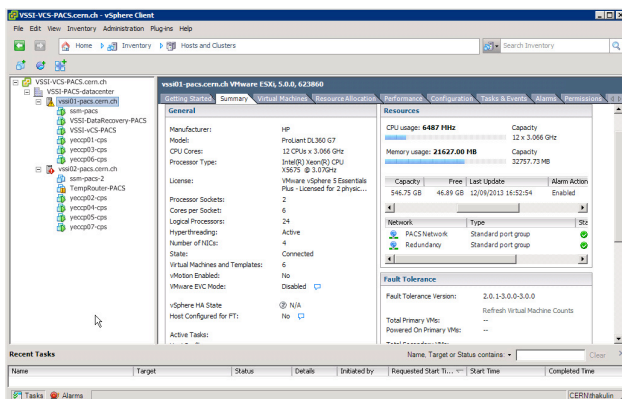 VSSI-VCS-PACS.cern.ch - vSphere Client
File Edit View Inventory Administration Plug-ins Help
Home Inventory Hosts and Clusters
Search Inventory
VSSI-VCS-PACS.cern.ch
VSSI-PACS-datacenter
vssi01-pacs.cern.ch
ssm-pacs
VSSI-DataRecovery-PACS
VSSI-vCS-PACS
yeccp01-cps
yeccp03-cps
yeccp06-cps
vssi02-pacs.cern.ch
ssm-pacs-2
TempRouter-PACS
yeccp02-cps
yeccp04-cps
yeccp05-cps
yeccp07-cps
vssi01-pacs.cern.ch VMware ESXi, 5.0.0, 623860
Getting Started Summary Virtual Machines Resource Allocation Performance Configuration Tasks & Events Alarms Permissions
General
Manufacturer: HP
Model: ProLiant DL360 G7
CPU Cores: 12 CPUs x 3.066 GHz
Processor Type: Intel(R) Xeon(R) CPU
X5675 @ 3.07GHz
License: VMware vSphere 5 Essentials
Plus - Licensed for 2 physic...
Processor Sockets: 2
Cores per Socket: 6
Logical Processors: 24
Hyperthreading: Active
Number of NICs: 4
State: Connected
Virtual Machines and Templates: 6
vMotion Enabled: No
VMware EVC Mode: Disabled
vSphere HA State N/A
Host Configured for FT: No
Active Tasks:
Resources
CPU usage: 6487 MHz Capacity
12 x 3.066 GHz
Memory usage: 21627.00 MB Capacity
32757.73 MB
Capacity Free Last Update Alarm Action
546.75 GB 46.89 GB 12/09/2013 16:52:54 Enabled
Network Type
PACS Network Standard port group
Redundancy Standard port group
Fault Tolerance
Fault Tolerance Version: 2.0.1-3.0.0-3.0.0
Refresh Virtual Machine Counts
Total Primary VMs: --
Powered On Primary VMs: --
Recent Tasks
Name, Target or Status contains: Clear
Name Target Status Details Initiated by Requested Start Ti... Start Time Completed Time
Tasks Alarms
CERN\thakulin